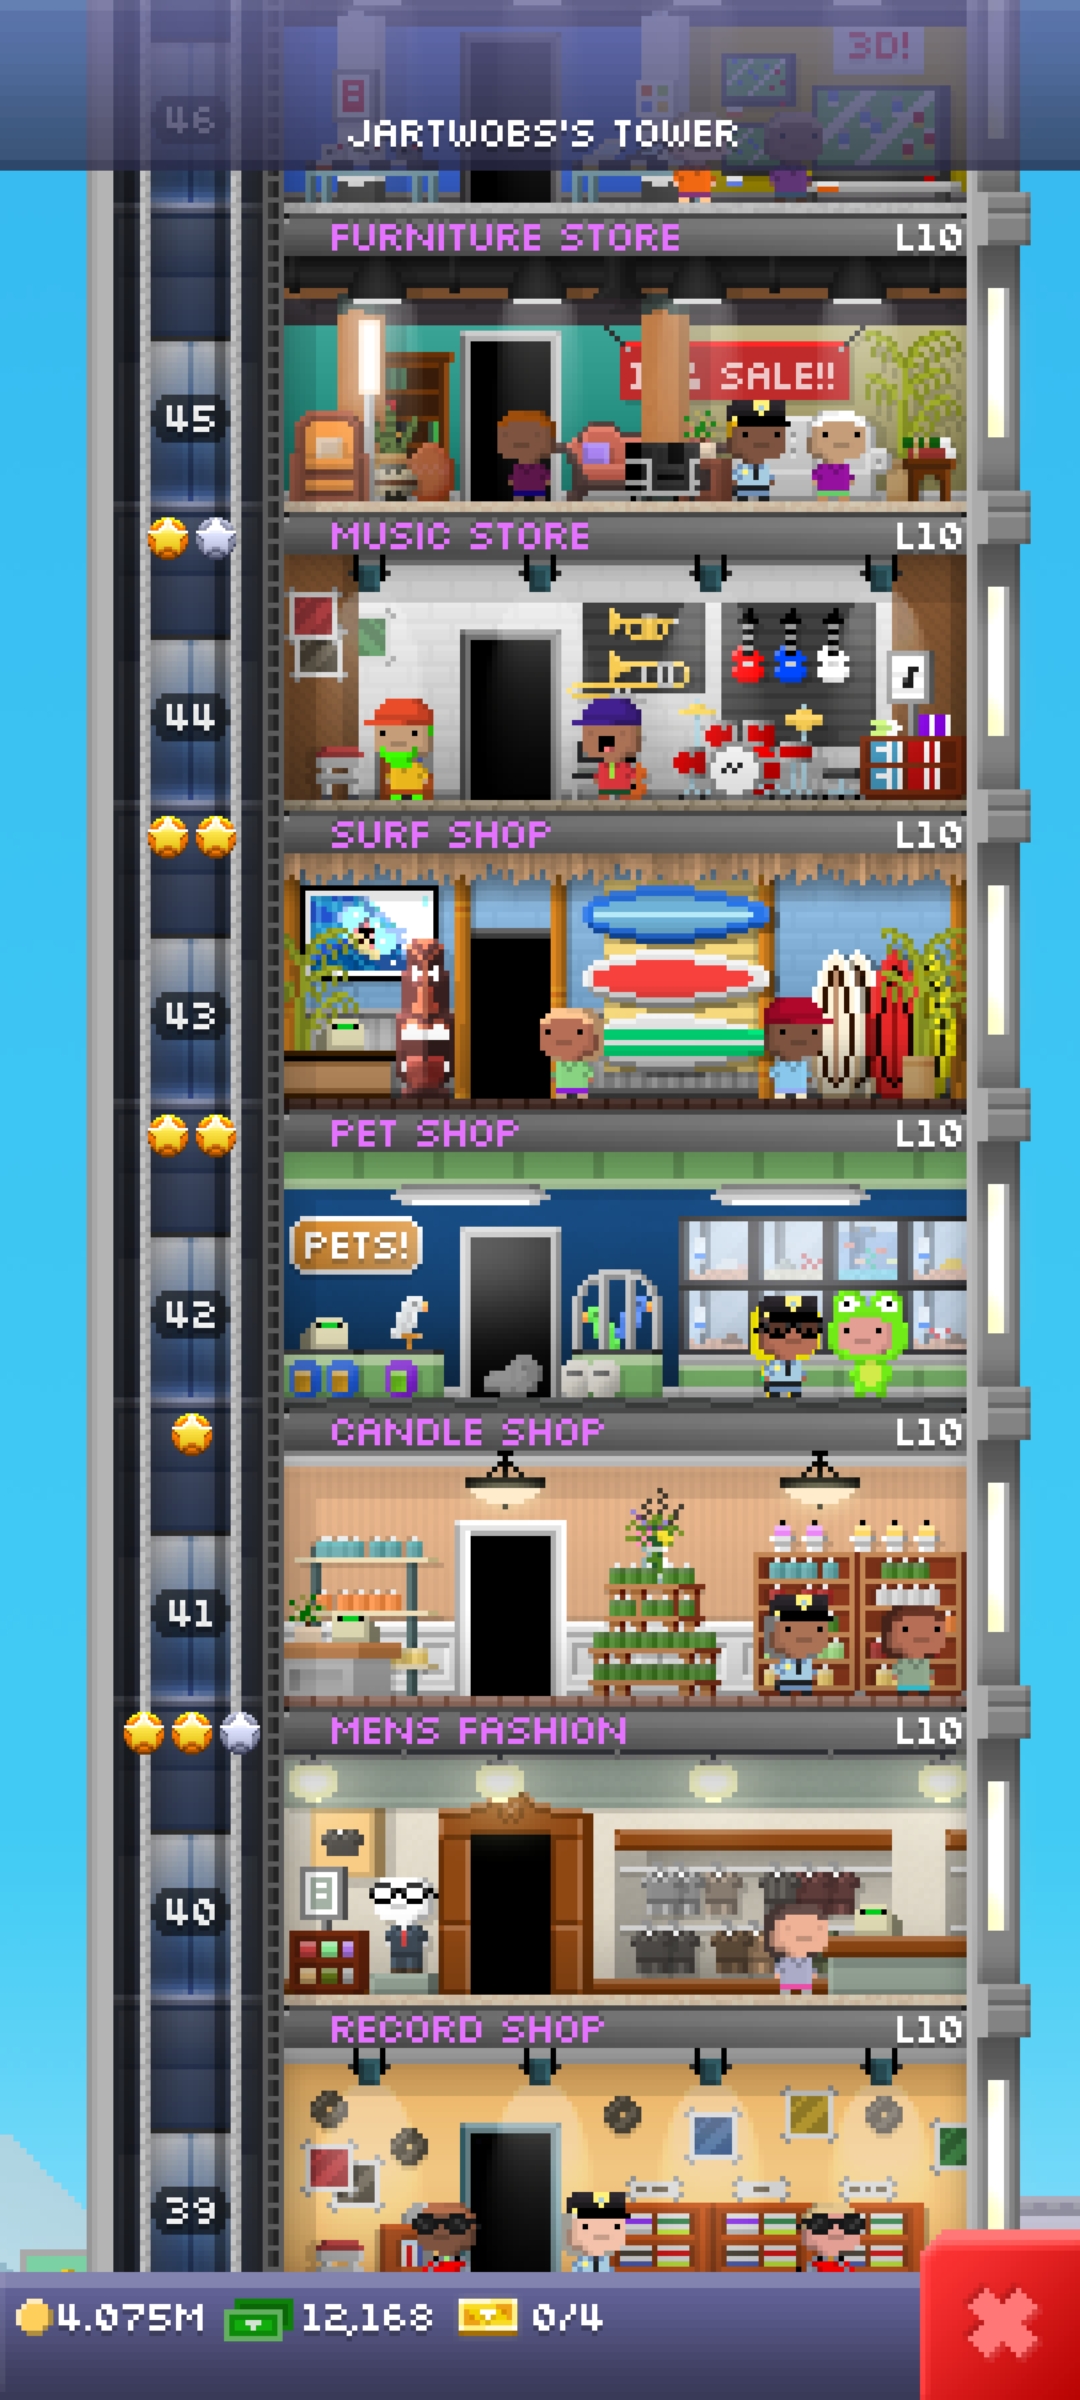 3D!
46
JARTWOBS'S TOWER
FURNITURE STORE L10
SALE!!
45
MUSIC STORE L10
44
SURF SHOP L10
43
PET SHOP L10
PETS!
42
CANDLE SHOP L10
41
MENS FASHION L10
40
RECORD SHOP L10
39
4.075M 12,168 0/4